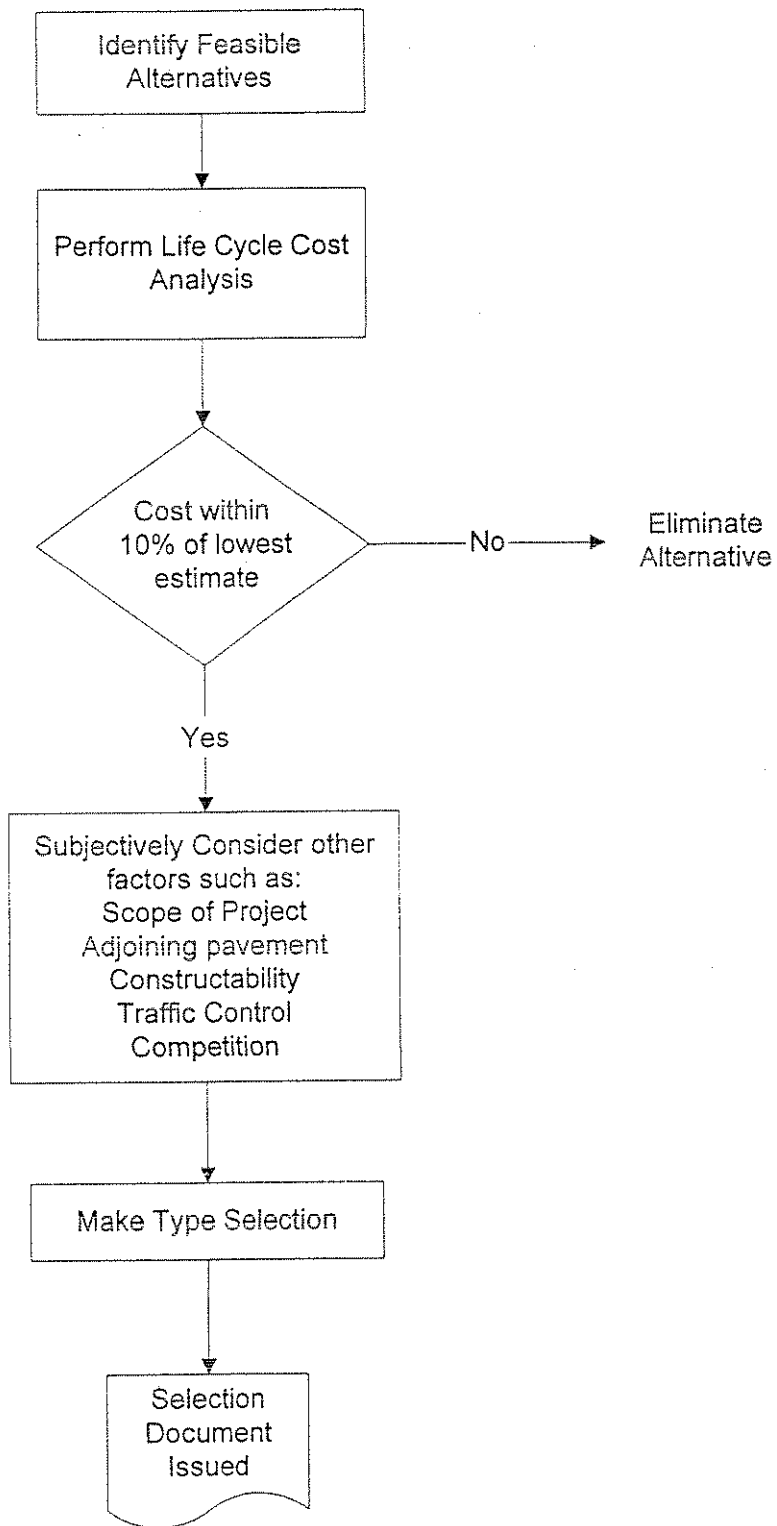 Identify Feasible
Alternatives
Perform Life Cycle Cost
Analysis
Cost within
10% of lowest
estimate
No
Eliminate
Alternative
Yes
Subjectively Consider other
factors such as:
Scope of Project
Adjoining pavement
Constructability
Traffic Control
Competition
Make Type Selection
Selection
Document
Issued